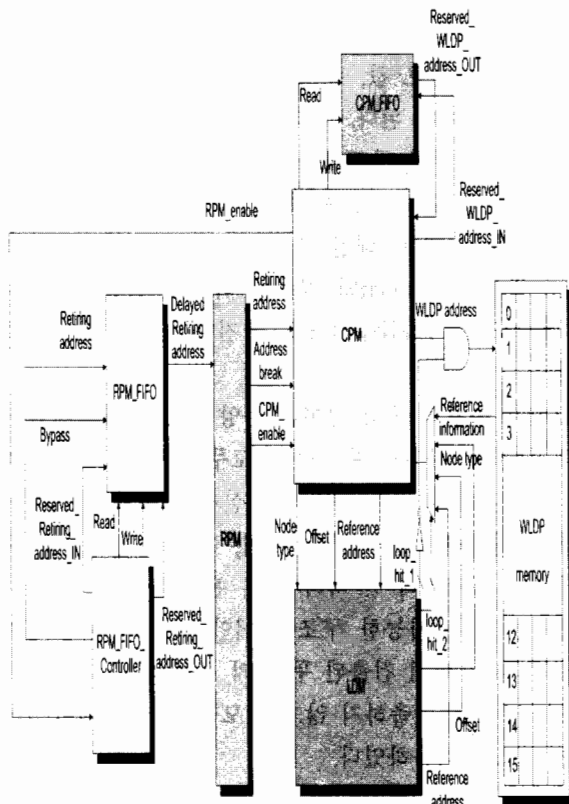 Reserved_
WLDP_
address_OUT
Read
CPM_FIFO
Write
Reserved_
WLDP_
address_IN
RPM_enable
Retiring
address
Delayed
Retiring
address
Retiring
address
Address
break
CPM_
enable
CPM
WLDP address
RPM_FIFO
Bypass
Reserved_
Retiring_
address_IN
Read
Write
RPM
Reference
information
Node type
0
1
2
3
WLDP
memory
12
13
14
15
Node
type
Offset
Reference
address
loop_
hit_1
loop_
hit_2
RPM_FIFO_
Controller
Reserved_
Retiring_
address_OUT
LDM
Offset
Reference
address